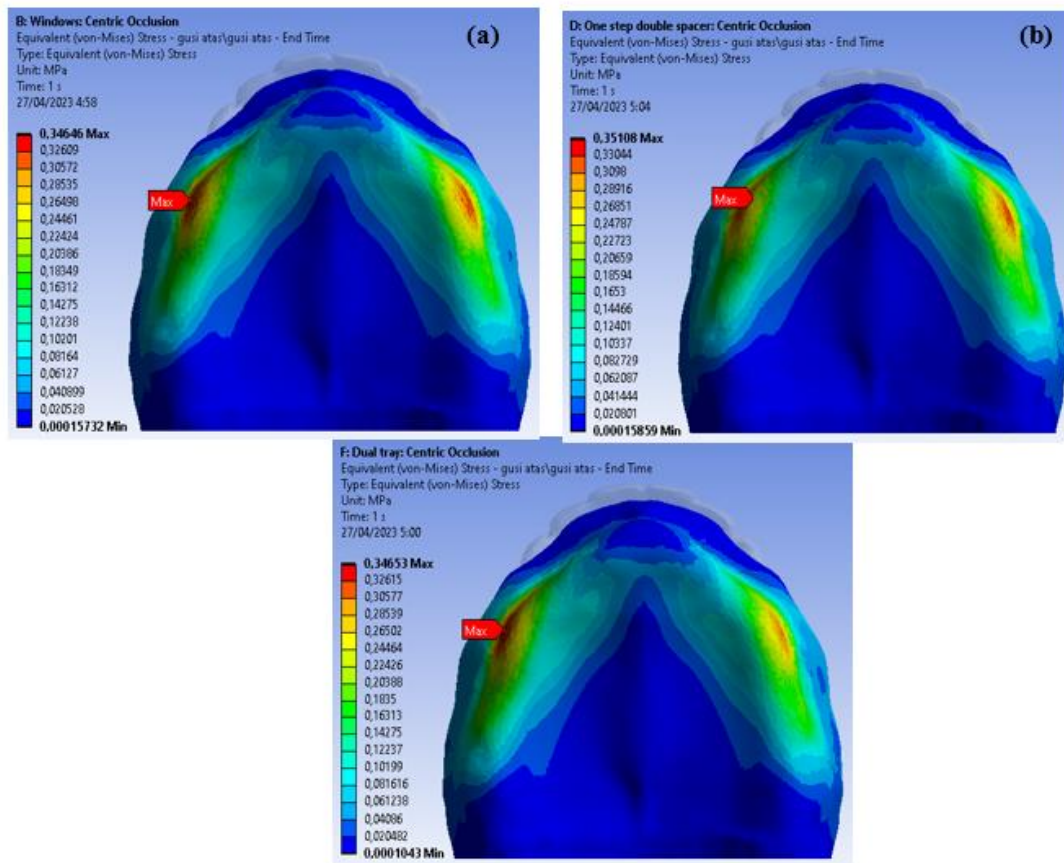 B: Windows: Centric Occlusion
Equivalent (von-Mises) Stress - gusi atas\gusi atas - End Time
Type: Equivalent (von-Mises) Stress
Unit: MPa
Time: 1 s
27/04/2023 4:58
(a)
0,34646 Max
0,32609
0,30572
0,28535
0,26498
0,24461
0,22424
0,20386
0,18349
0,16312
0,14275
0,12238
0,10201
0,08164
0,06127
0,040899
0,020528
0,00015732 Min
Max
D: One step double spacer: Centric Occlusion
Equivalent (von-Mises) Stress - gusi atas\gusi atas - End Time
Type: Equivalent (von-Mises) Stress
Unit: MPa
Time: 1 s
27/04/2023 5:04
(b)
0,35108 Max
0,33044
0,3098
0,28916
0,26851
0,24787
0,22723
0,20659
0,18594
0,1653
0,14466
0,12401
0,10337
0,082729
0,062087
0,041444
0,020801
0,00015859 Min
Max
F: Dual tray: Centric Occlusion
Equivalent (von-Mises) Stress - gusi atas\gusi atas - End Time
Type: Equivalent (von-Mises) Stress
Unit: MPa
Time: 1 s
27/04/2023 5:00
0,34653 Max
0,32615
0,30577
0,28539
0,26502
0,24464
0,22426
0,20388
0,1835
0,16313
0,14275
0,12237
0,10199
0,081616
0,061238
0,04086
0,020482
0,0001043 Min
Max